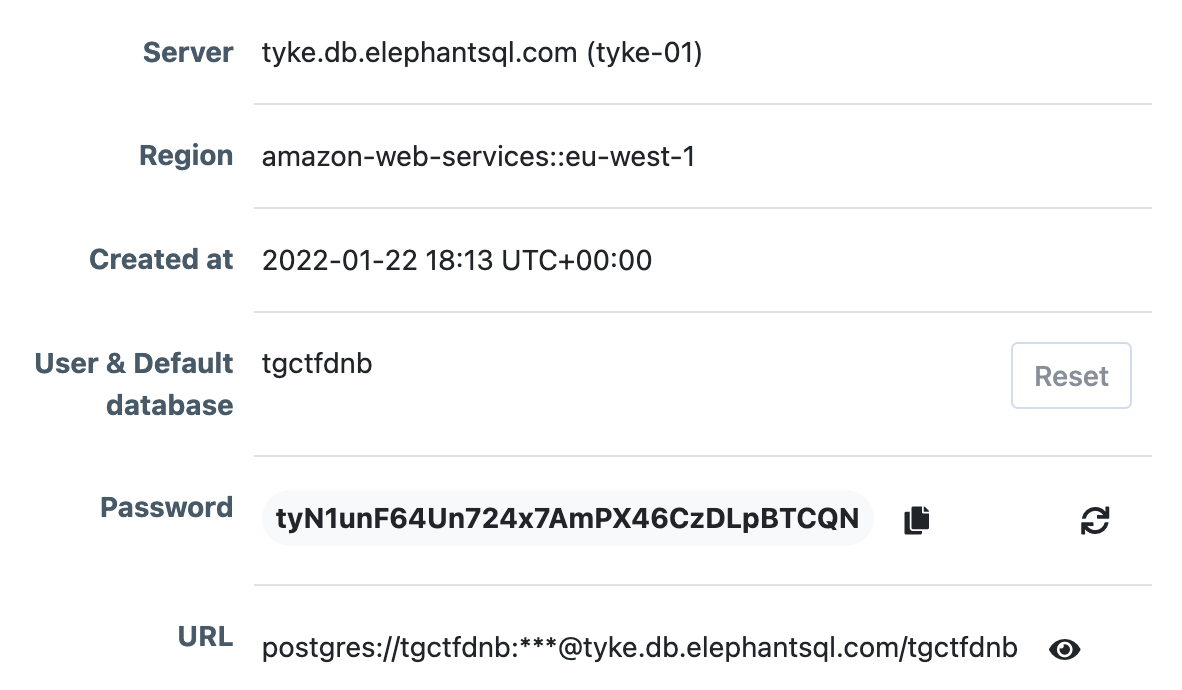 Server tyke.db.elephantsql.com (tyke-01)
Region amazon-web-services::eu-west-1
Created at 2022-01-22 18:13 UTC+00:00
User & Default tgctfdnb
database
Reset
Password tyN1unF64Un724x7AmPX46CzDLpBTCQN
URL postgres://tgctfdnb:***@tyke.db.elephantsql.com/tgctfdnb